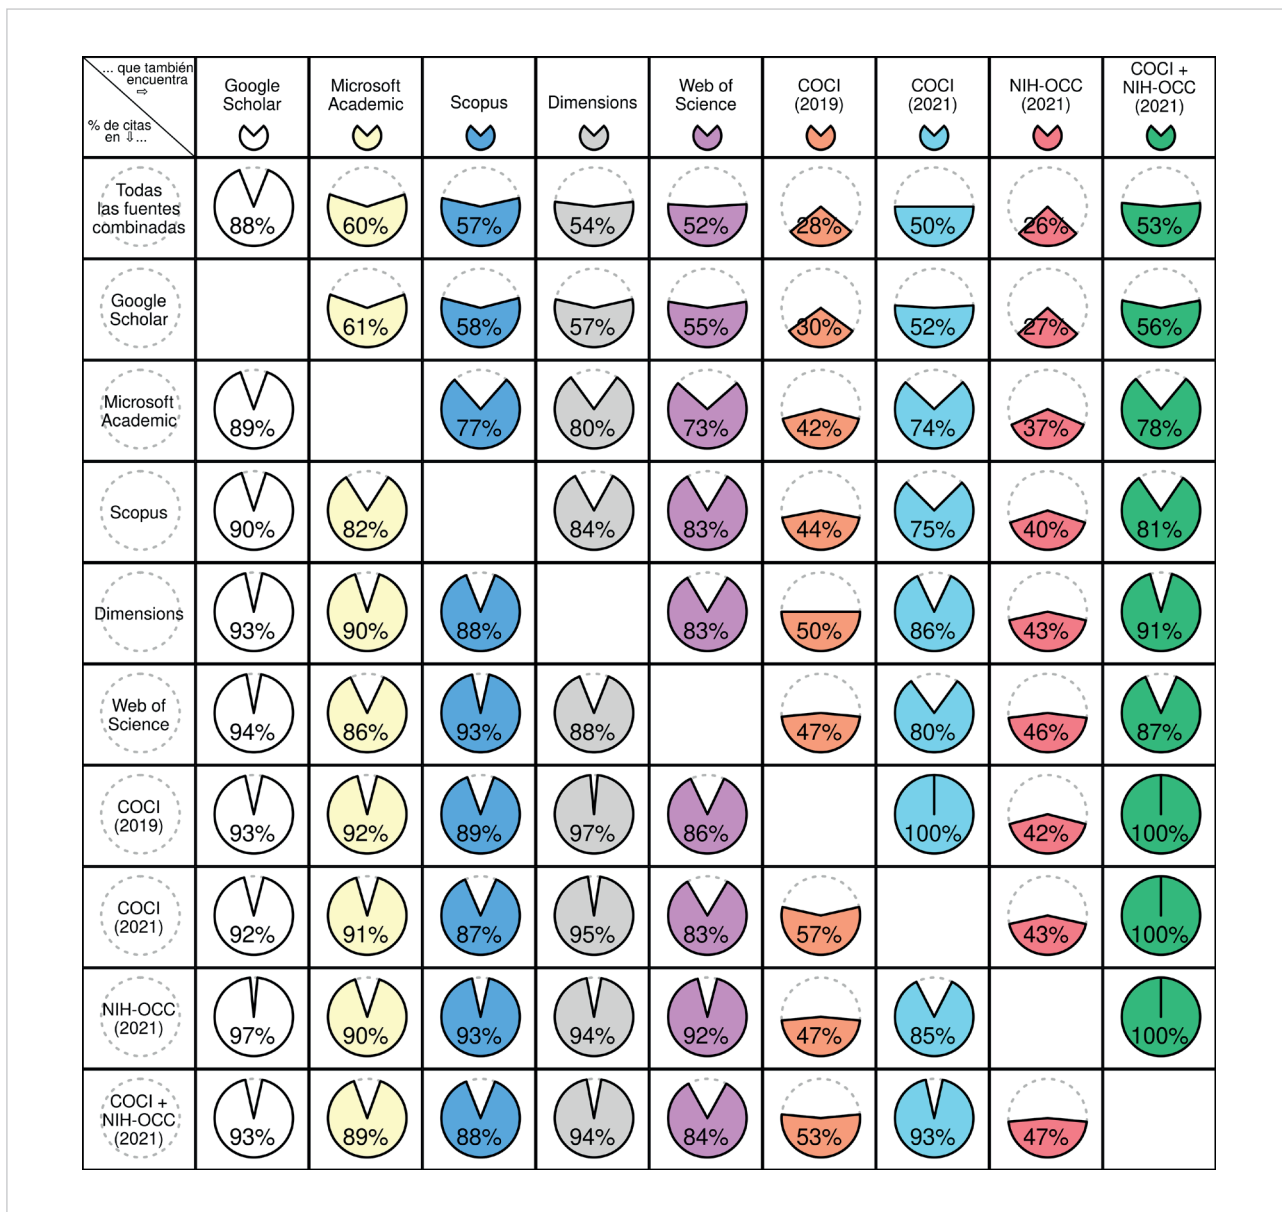 ... que también
encuentra
⇨
% de citas
en ⇩...
Google
Scholar
Microsoft
Academic
Scopus
Dimensions
Web of
Science
COCI
(2019)
COCI
(2021)
NIH-OCC
(2021)
COCI +
NIH-OCC
(2021)
Todas
las fuentes
combinadas
88%
60%
57%
54%
52%
28%
50%
26%
53%
Google
Scholar
61%
58%
57%
55%
30%
52%
27%
56%
Microsoft
Academic
89%
77%
80%
73%
42%
74%
37%
78%
Scopus
90%
82%
84%
83%
44%
75%
40%
81%
Dimensions
93%
90%
88%
83%
50%
86%
43%
91%
Web of
Science
94%
86%
93%
88%
47%
80%
46%
87%
COCI
(2019)
93%
92%
89%
97%
86%
100%
42%
100%
COCI
(2021)
92%
91%
87%
95%
83%
57%
43%
100%
NIH-OCC
(2021)
97%
90%
93%
94%
92%
47%
85%
100%
COCI +
NIH-OCC
(2021)
93%
89%
88%
94%
84%
53%
93%
47%